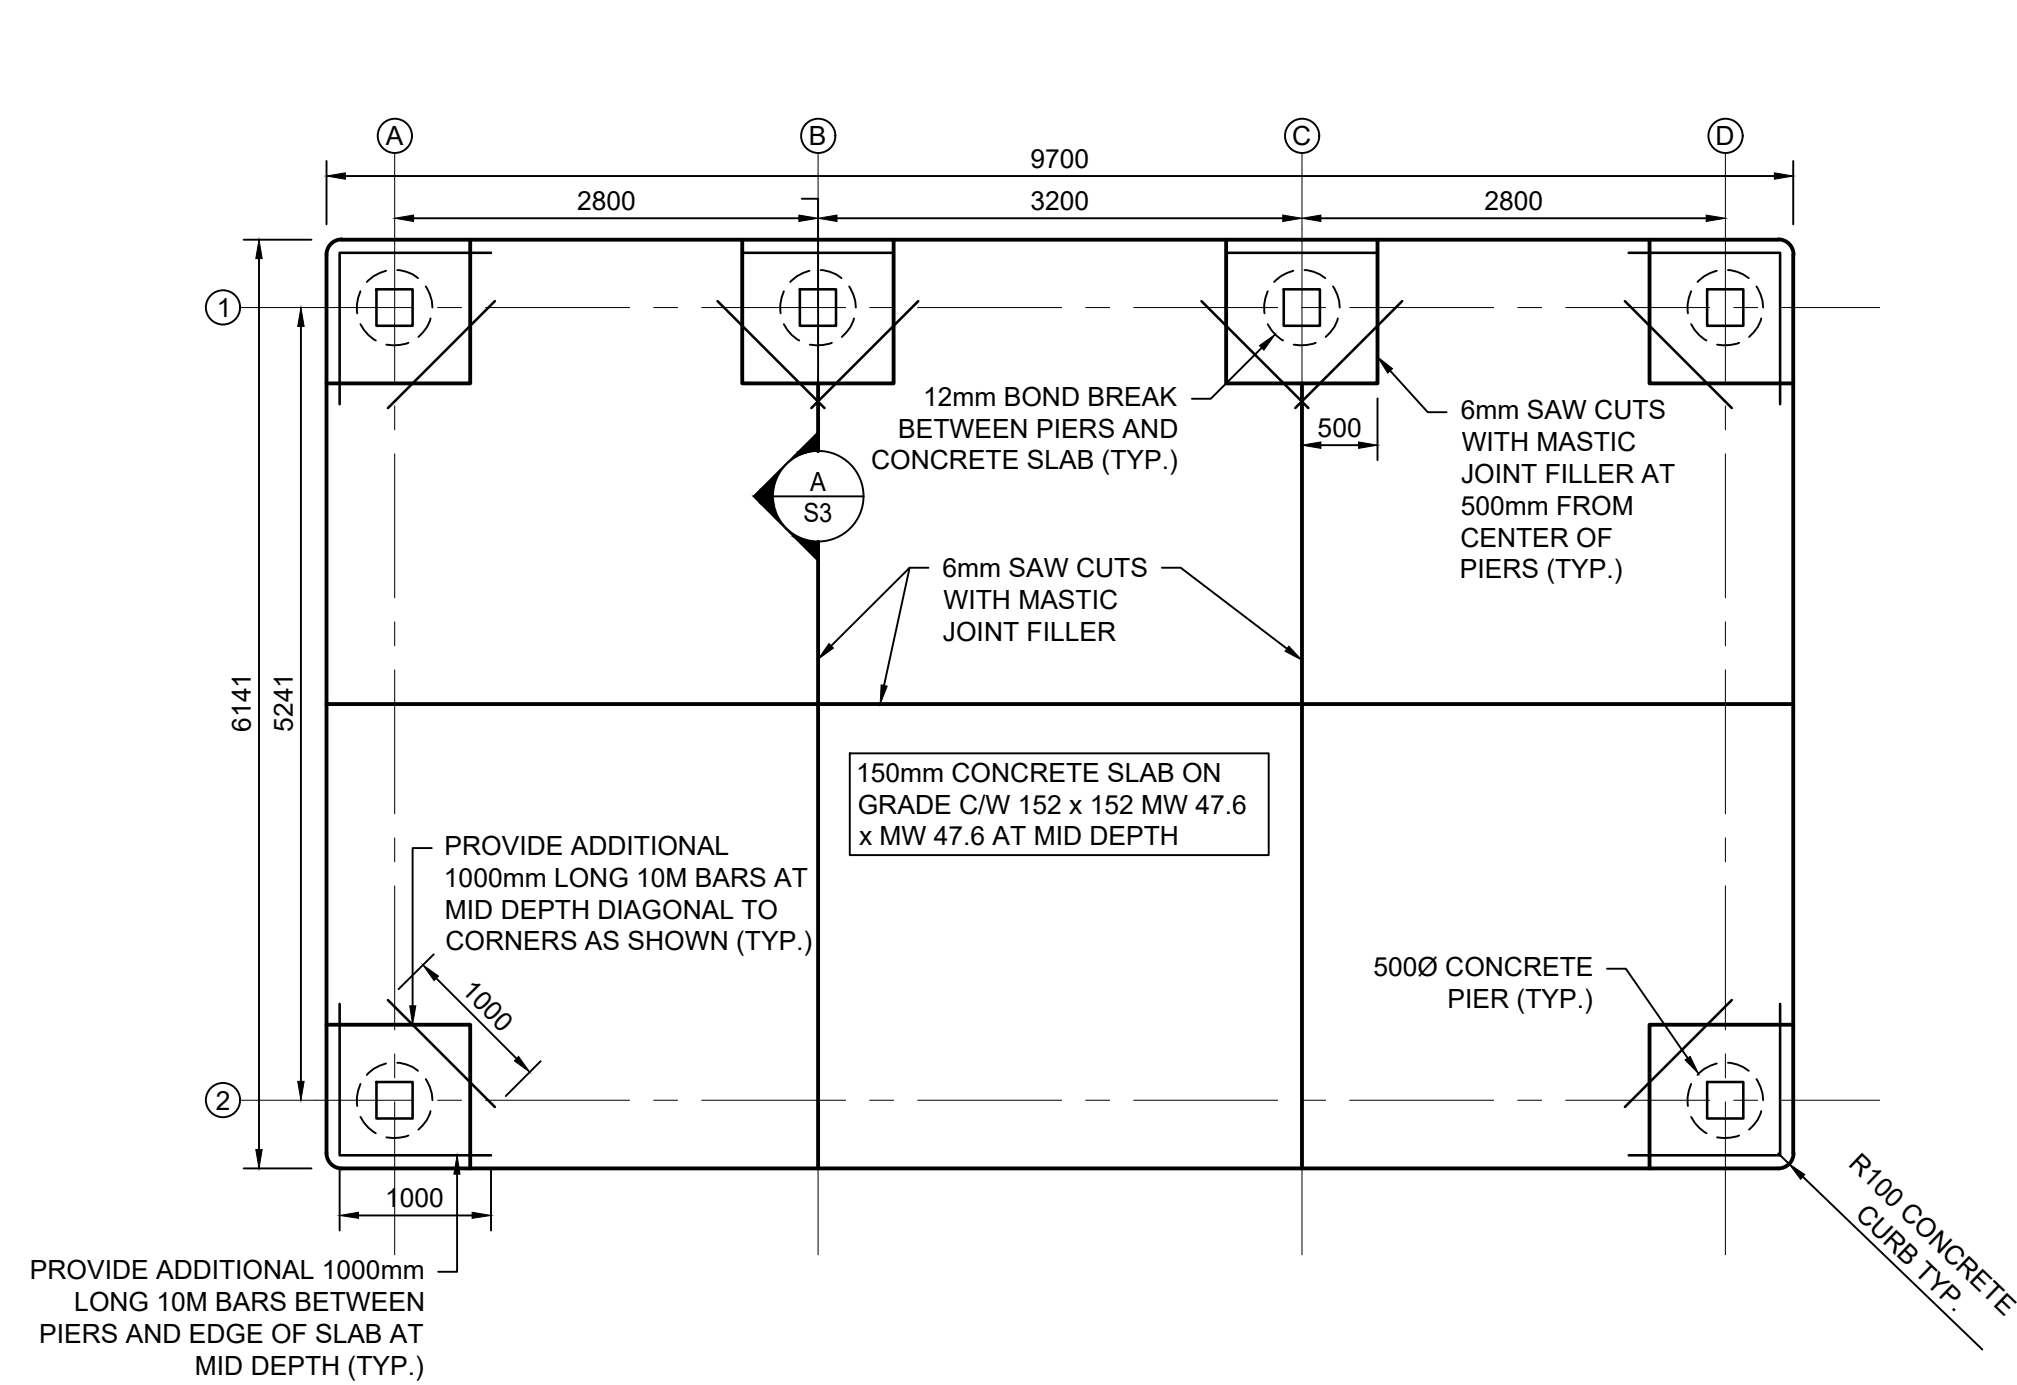 A
B
C
D
9700
2800
3200
2800
1
6141
5241
12mm BOND BREAK
BETWEEN PIERS AND
CONCRETE SLAB (TYP.)
500
6mm SAW CUTS
WITH MASTIC
JOINT FILLER AT
500mm FROM
CENTER OF
PIERS (TYP.)
A
S3
6mm SAW CUTS
WITH MASTIC
JOINT FILLER
150mm CONCRETE SLAB ON
GRADE C/W 152 x 152 MW 47.6
x MW 47.6 AT MID DEPTH
PROVIDE ADDITIONAL
1000mm LONG 10M BARS AT
MID DEPTH DIAGONAL TO
CORNERS AS SHOWN (TYP.)
1000
500Ø CONCRETE
PIER (TYP.)
2
1000
R100 CONCRETE
CURB TYP.
PROVIDE ADDITIONAL 1000mm
LONG 10M BARS BETWEEN
PIERS AND EDGE OF SLAB AT
MID DEPTH (TYP.)